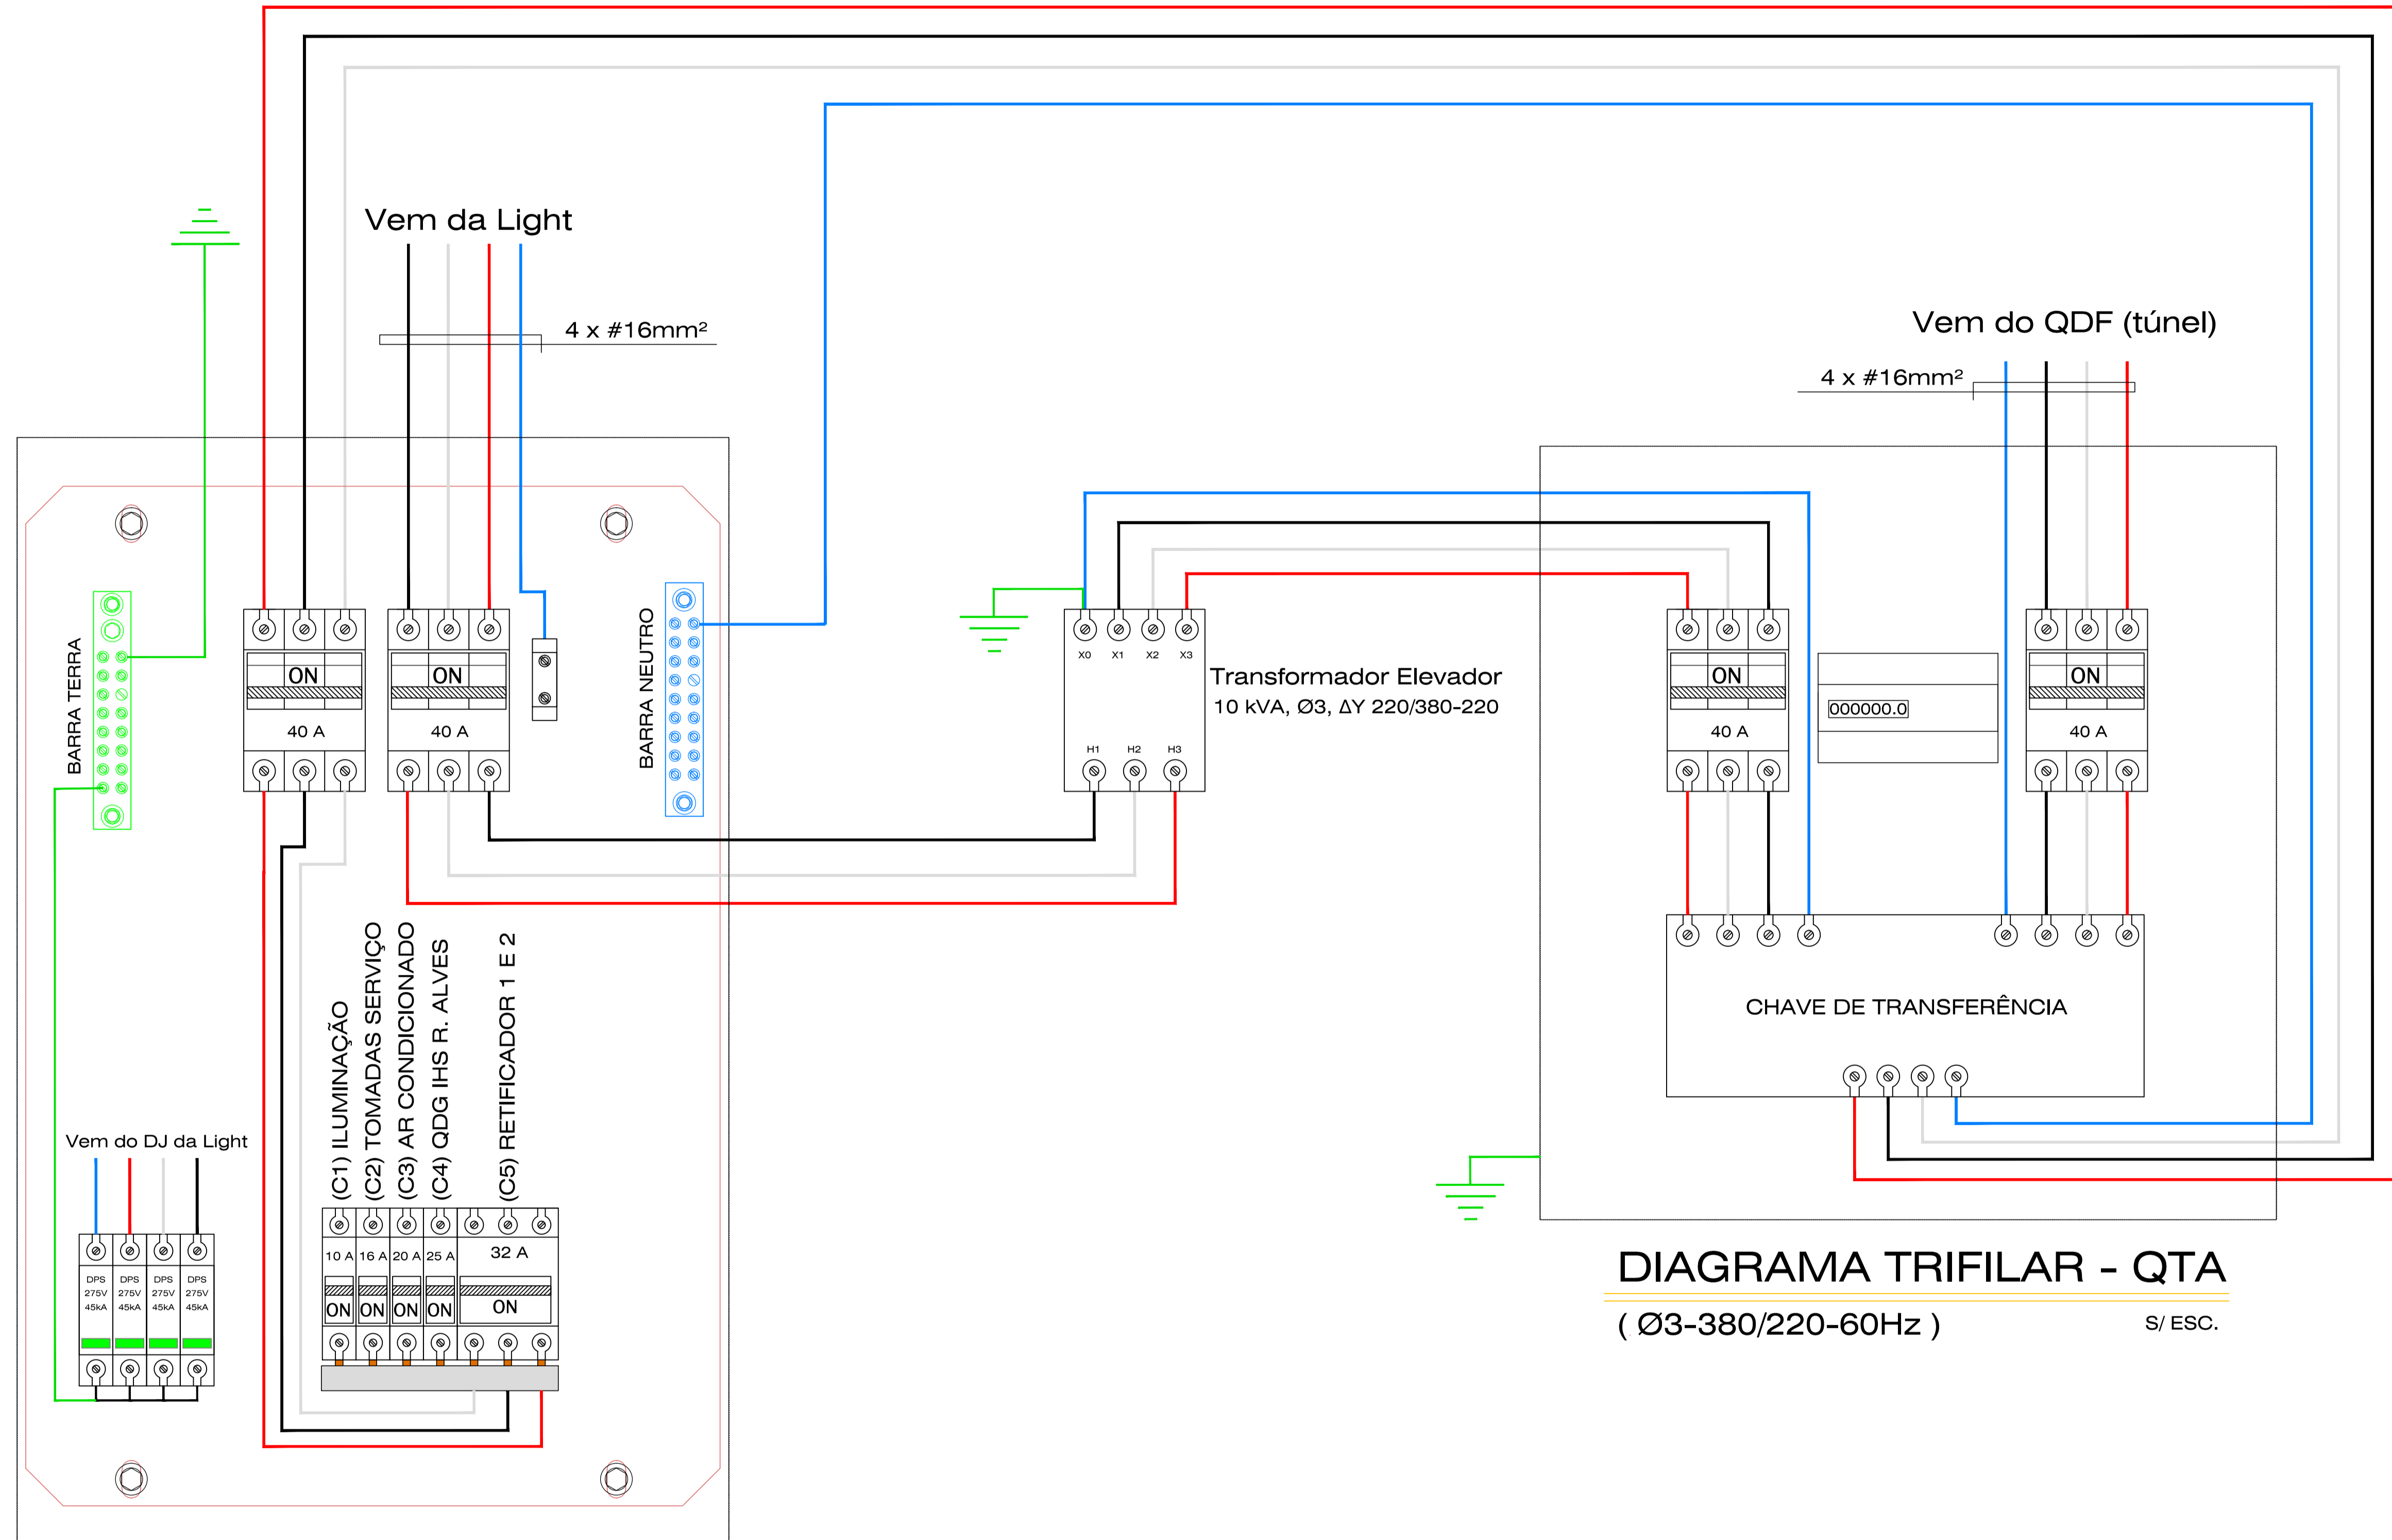 Vem da Light
4 x #16mm²
Vem do QDF (túnel)
4 x #16mm²
BARRA TERRA
ON
40 A
ON
40 A
BARRA NEUTRO
X0 X1 X2 X3
H1 H2 H3
Transformador Elevador
10 kVA, Ø3, ΔY 220/380-220
ON
40 A
000000.0
ON
40 A
CHAVE DE TRANSFERÊNCIA
(C1) ILUMINAÇÃO
(C2) TOMADAS SERVIÇO
(C3) AR CONDICIONADO
(C4) QDG IHS R. ALVES
(C5) RETIFICADOR 1 E 2
Vem do DJ da Light
DPS DPS DPS DPS
275V 275V 275V 275V
45kA 45kA 45kA 45kA
10 A 16 A 20 A 25 A 32 A
ON ON ON ON ON
DIAGRAMA TRIFILAR - QTA
( Ø3-380/220-60Hz )
S/ ESC.